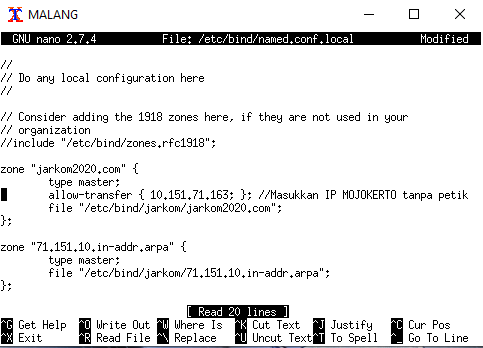 MALANG
GNU nano 2.7.4 File: /etc/bind/named.conf.local Modified
//
// Do any local configuration here
//
// Consider adding the 1918 zones here, if they are not used in your
// organization
//include "/etc/bind/zones.rfc1918";
zone "jarkom2020.com" {
type master;
allow-transfer { 10.151.71.163; }; //Masukkan IP MOJOKERTO tanpa petik
file "/etc/bind/jarkom/jarkom2020.com";
};
zone "71.151.10.in-addr.arpa" {
type master;
file "/etc/bind/jarkom/71.151.10.in-addr.arpa";
};
[ Read 20 lines ]
^G Get Help ^O Write Out ^W Where Is ^K Cut Text ^J Justify ^C Cur Pos
^X Exit ^R Read File ^\ Replace ^U Uncut Text ^T To Spell ^_ Go To Line